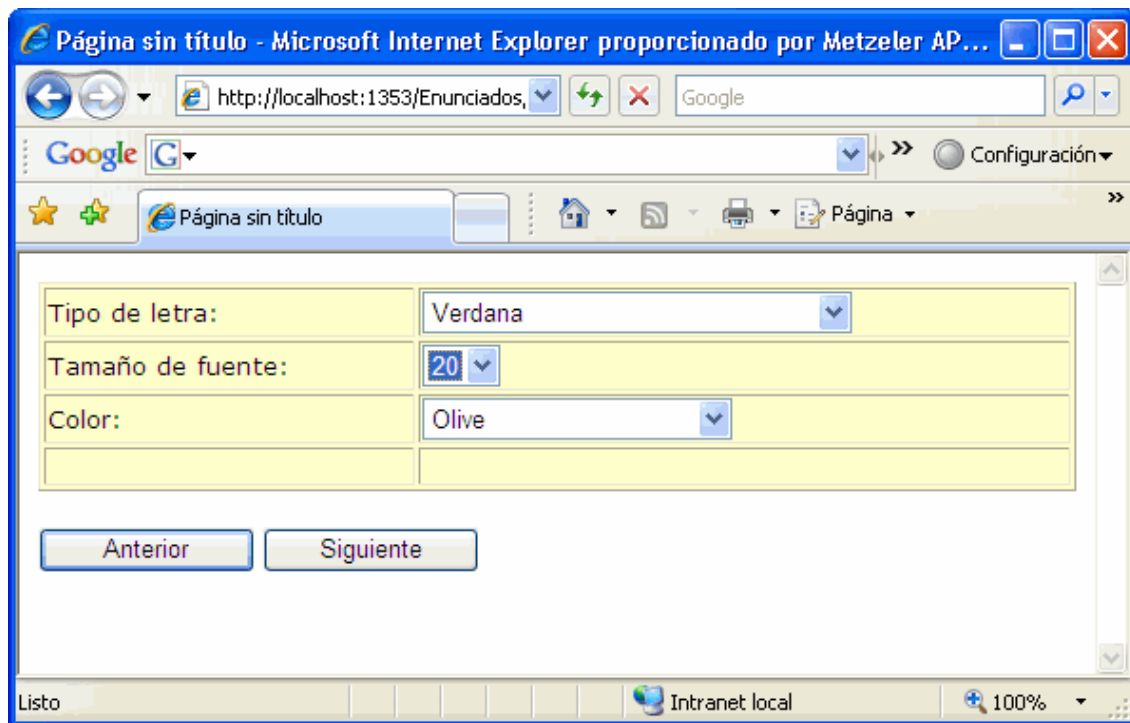 Página sin título - Microsoft Internet Explorer proporcionado por Metzeler AP...
http://localhost:1353/Enunciados,
Google
Google G
Configuración
Página sin título
Página
Tipo de letra:
Verdana
Tamaño de fuente:
20
Color:
Olive
Anterior
Siguiente
Listo
Intranet local
100%